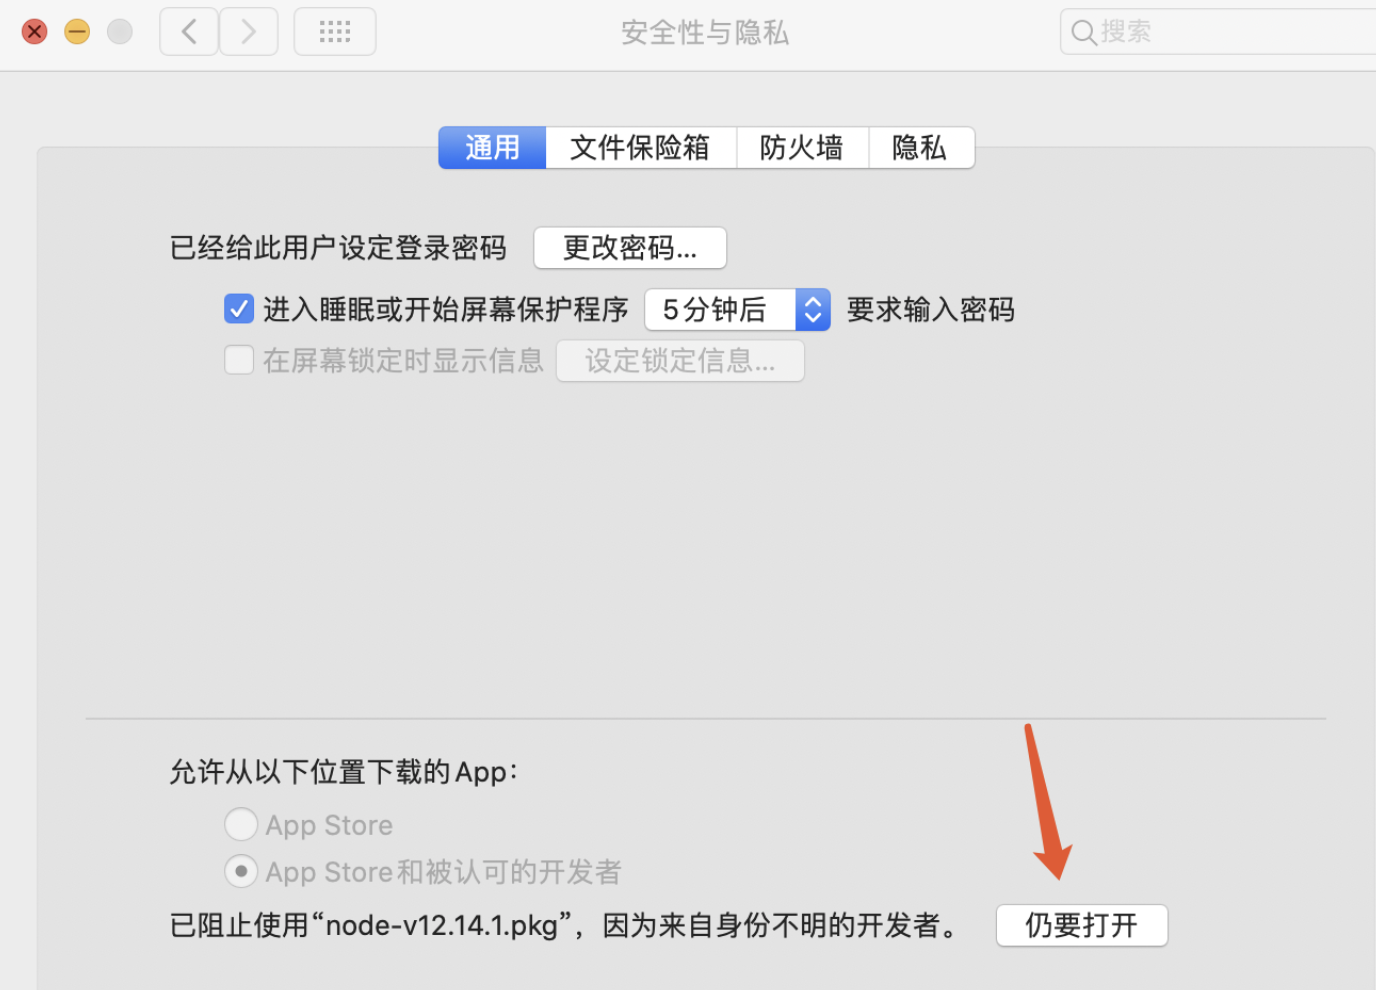 安全性与隐私
搜索
通用 文件保险箱 防火墙 隐私
已经给此用户设定登录密码 更改密码...
进入睡眠或开始屏幕保护程序 5分钟后 要求输入密码
在屏幕锁定时显示信息 设定锁定信息...
允许从以下位置下载的App：
App Store
App Store和被认可的开发者
已阻止使用“node-v12.14.1.pkg”，因为来自身份不明的开发者。 仍要打开